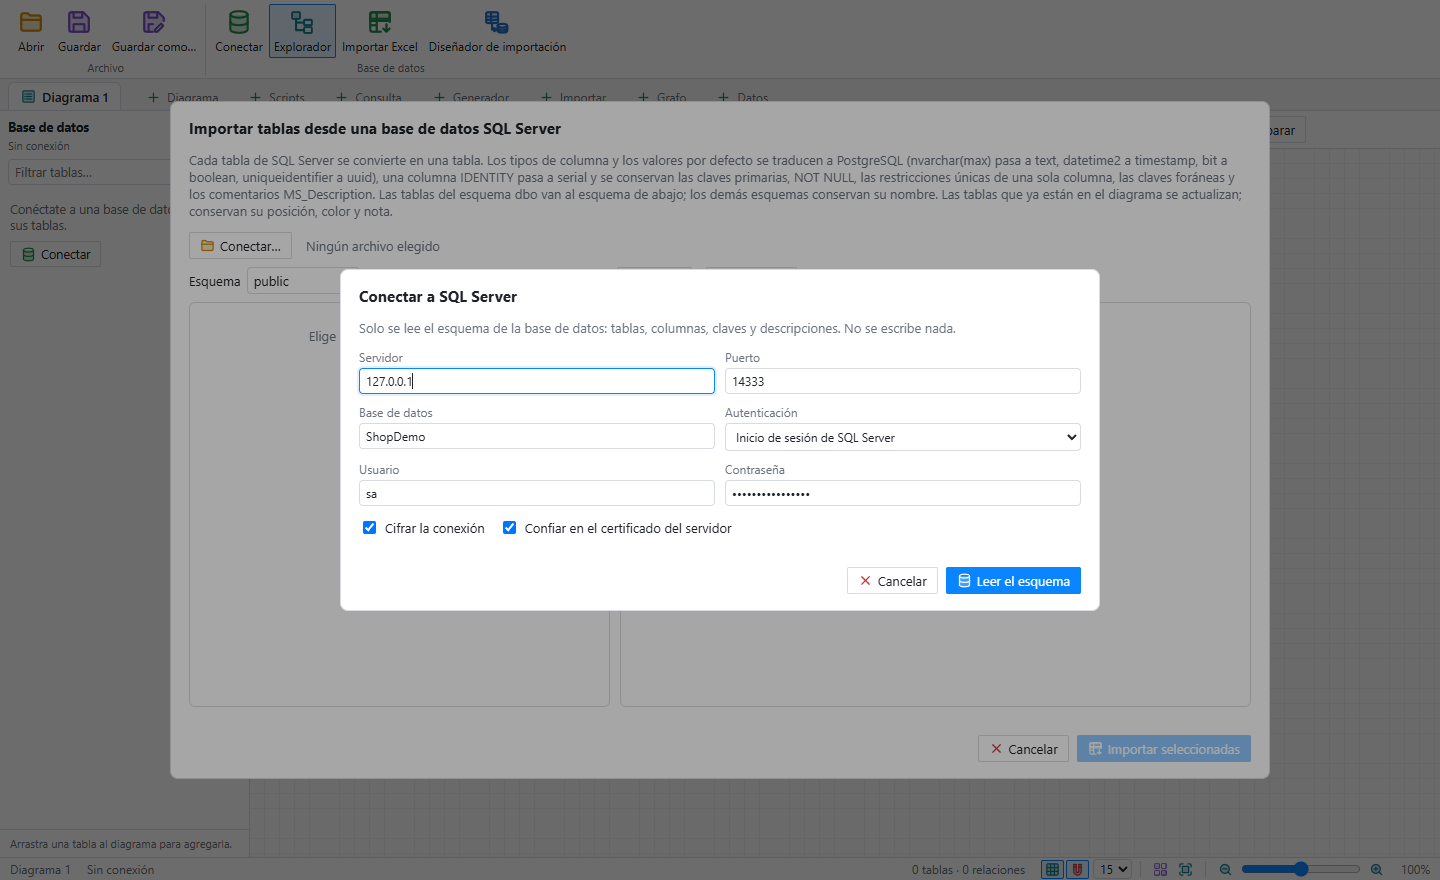 Abrir
Guardar
Guardar como...
Conectar
Explorador
Importar Excel
Diseñador de importación
Archivo
Base de datos
Diagrama 1
+ Diagrama
+ Scripts
+ Consulta
+ Generador
+ Importar
+ Grafo
+ Datos
Base de datos
Sin conexión
Filtrar tablas...
Conéctate a una base de dato
sus tablas.
Conectar
Importar tablas desde una base de datos SQL Server
Cada tabla de SQL Server se convierte en una tabla. Los tipos de columna y los valores por defecto se traducen a PostgreSQL (nvarchar(max) pasa a text, datetime2 a timestamp, bit a
boolean, uniqueidentifier a uuid), una columna IDENTITY pasa a serial y se conservan las claves primarias, NOT NULL, las restricciones únicas de una sola columna, las claves foráneas y
los comentarios MS_Description. Las tablas del esquema dbo van al esquema de abajo; los demás esquemas conservan su nombre. Las tablas que ya están en el diagrama se actualizan;
conservan su posición, color y nota.
Conectar...
Ningún archivo elegido
Esquema
public
Elige
Conectar a SQL Server
Solo se lee el esquema de la base de datos: tablas, columnas, claves y descripciones. No se escribe nada.
Servidor
Puerto
127.0.0.1
14333
Base de datos
Autenticación
ShopDemo
Inicio de sesión de SQL Server
Usuario
Contraseña
sa
••••••••••••••••
Cifrar la conexión
Confiar en el certificado del servidor
Cancelar
Leer el esquema
Cancelar
Importar seleccionadas
Arrastra una tabla al diagrama para agregarla.
Diagrama 1
Sin conexión
0 tablas · 0 relaciones
15
100%